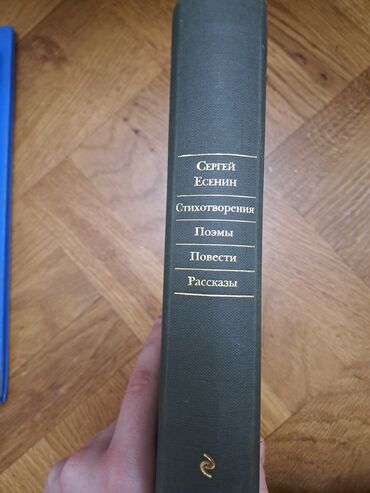 Сергей
Есенин
Стихотворения
Поэмы
Повести
Рассказы